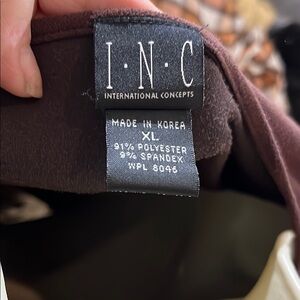 I·N·C
INTERNATIONAL CONCEPTS
MADE IN KOREA
XL
91% POLYESTER
9% SPANDEX
WPL 8046